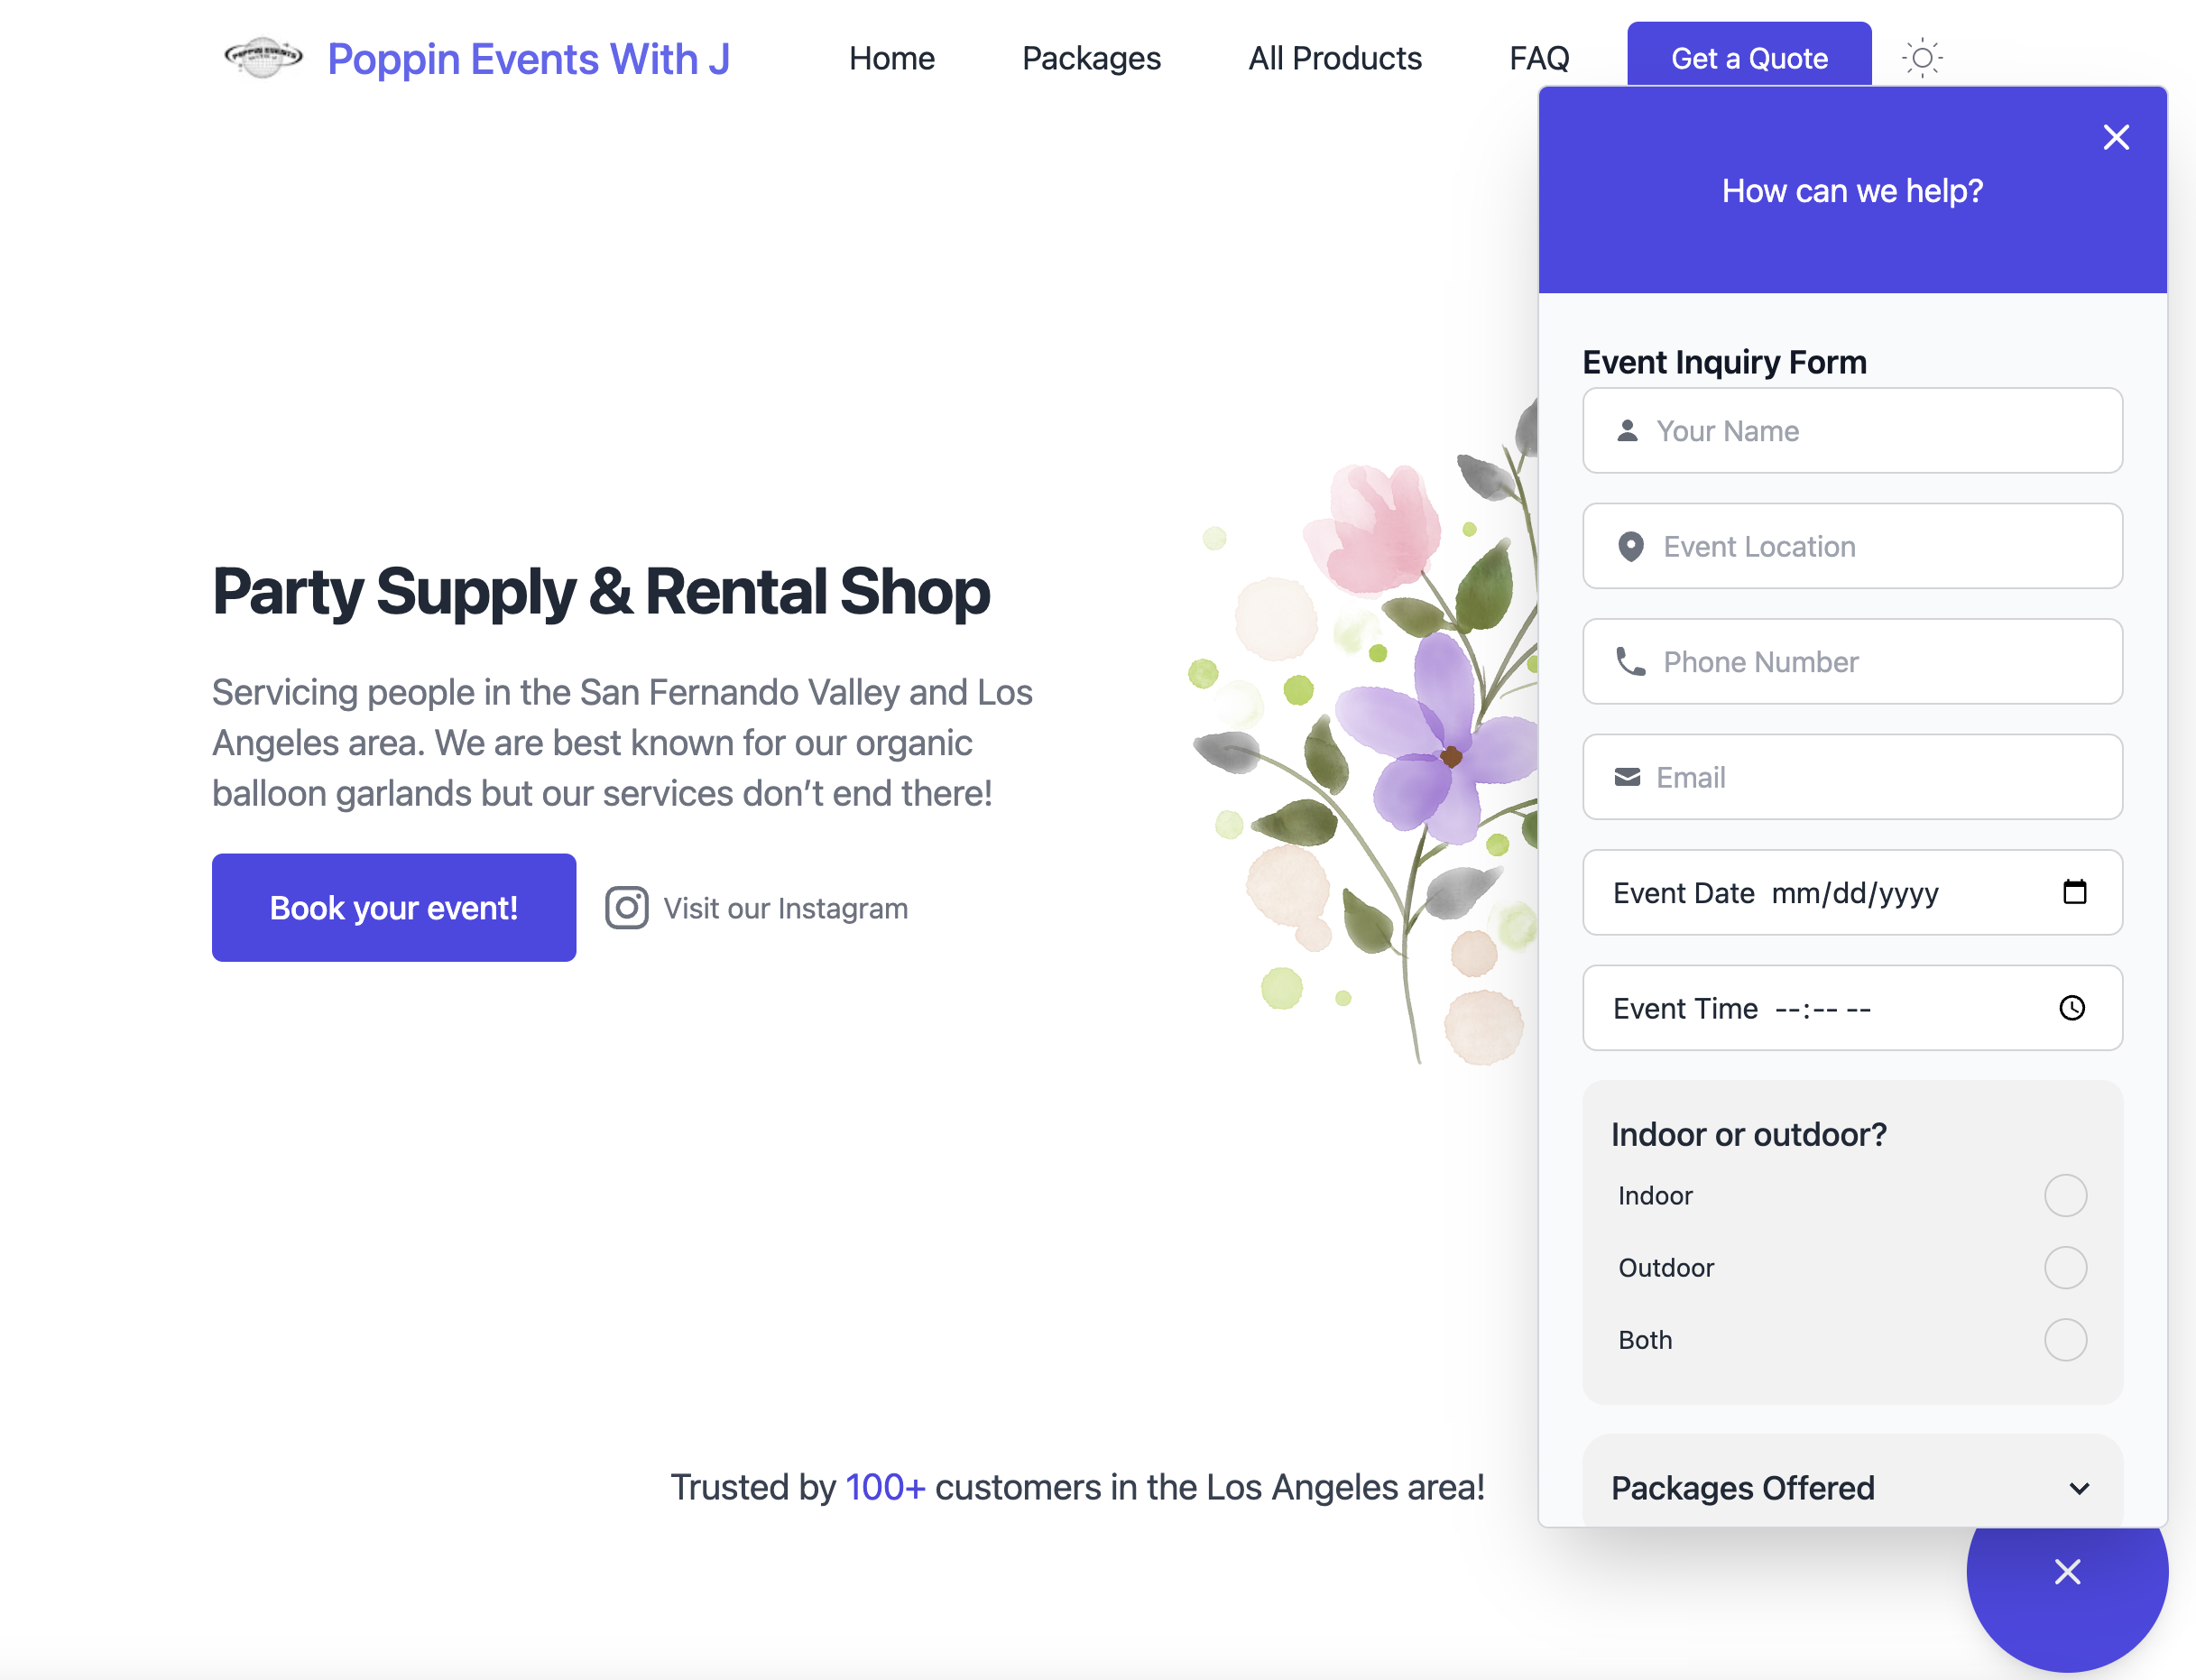 POPPIN EVENTS
Poppin Events With J
Home
Packages
All Products
FAQ
Get a Quote
How can we help?
Event Inquiry Form
Your Name
Event Location
Phone Number
Email
Event Date mm/dd/yyyy
Event Time --:-- --
Indoor or outdoor?
Indoor
Outdoor
Both
Packages Offered
Party Supply & Rental Shop
Servicing people in the San Fernando Valley and Los
Angeles area. We are best known for our organic
balloon garlands but our services don’t end there!
Book your event!
Visit our Instagram
Trusted by 100+ customers in the Los Angeles area!